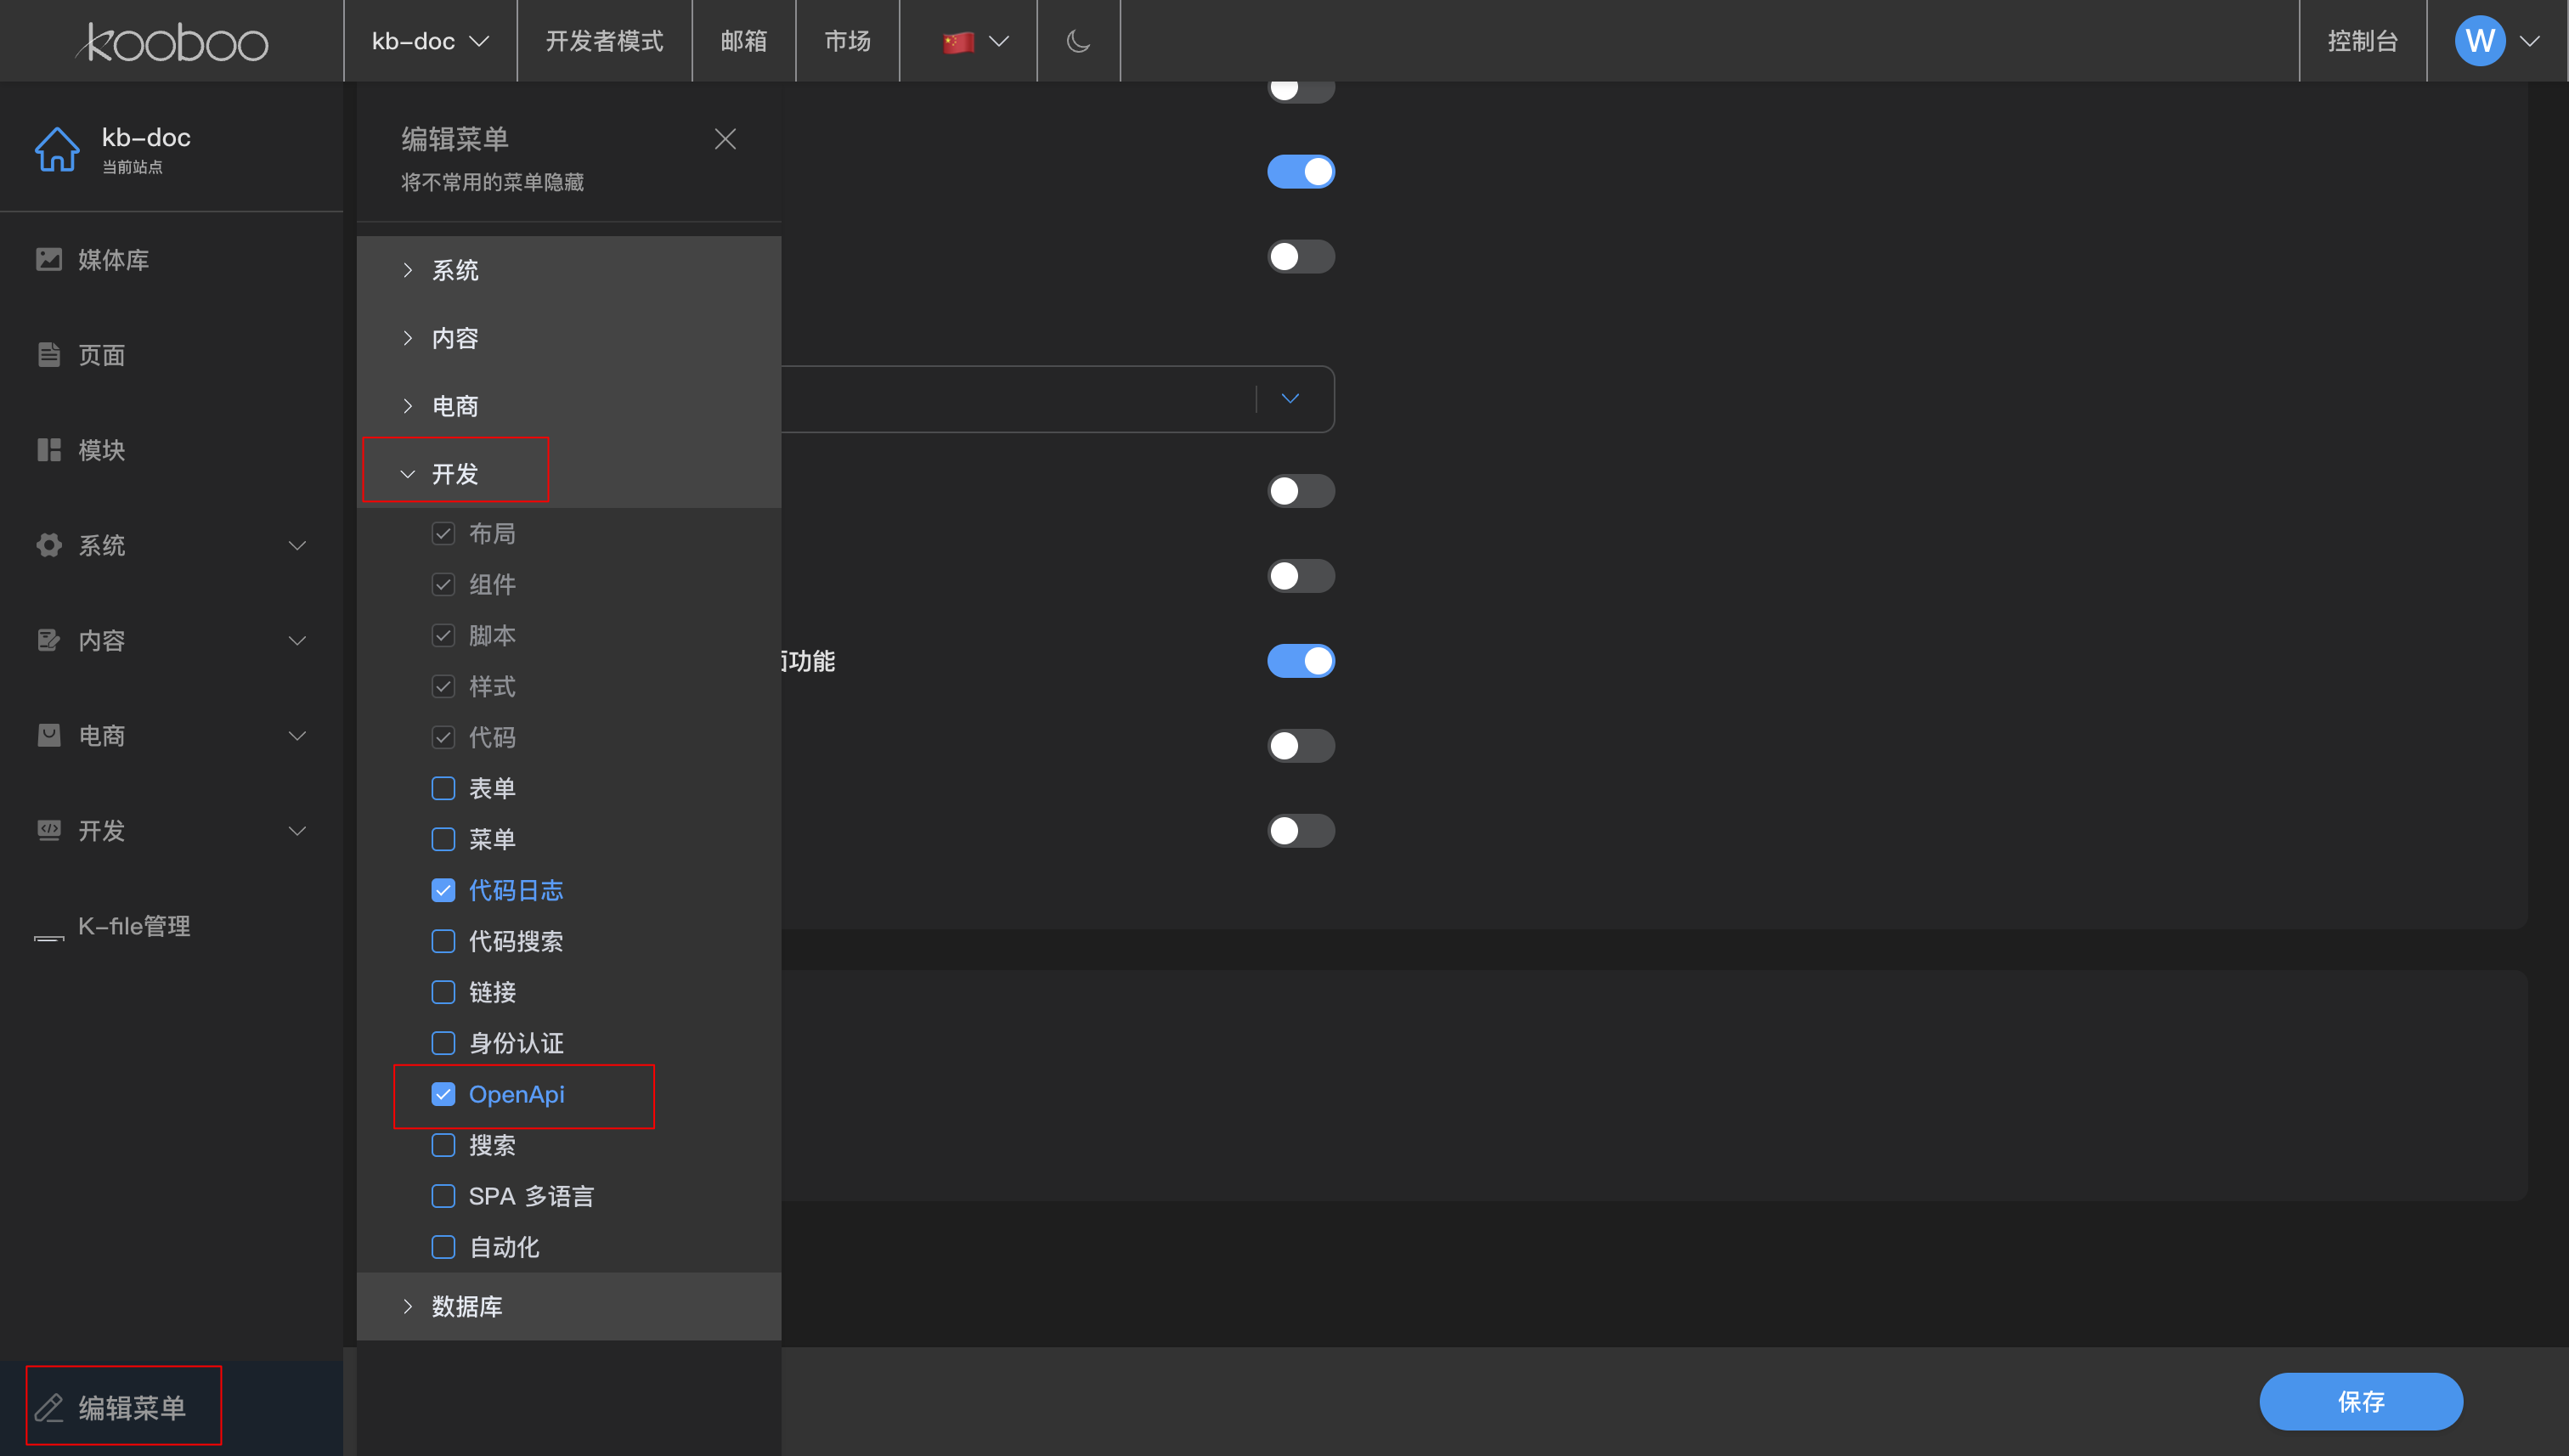 kooboo
kb-doc
开发者模式
邮箱
市场
控制台
W
kb-doc
当前站点
媒体库
页面
模块
系统
内容
电商
开发
K-file管理
编辑菜单
编辑菜单
将不常用的菜单隐藏
系统
内容
电商
开发
布局
组件
脚本
样式
代码
表单
菜单
代码日志
代码搜索
链接
身份认证
OpenApi
搜索
SPA 多语言
自动化
数据库
功能
保存